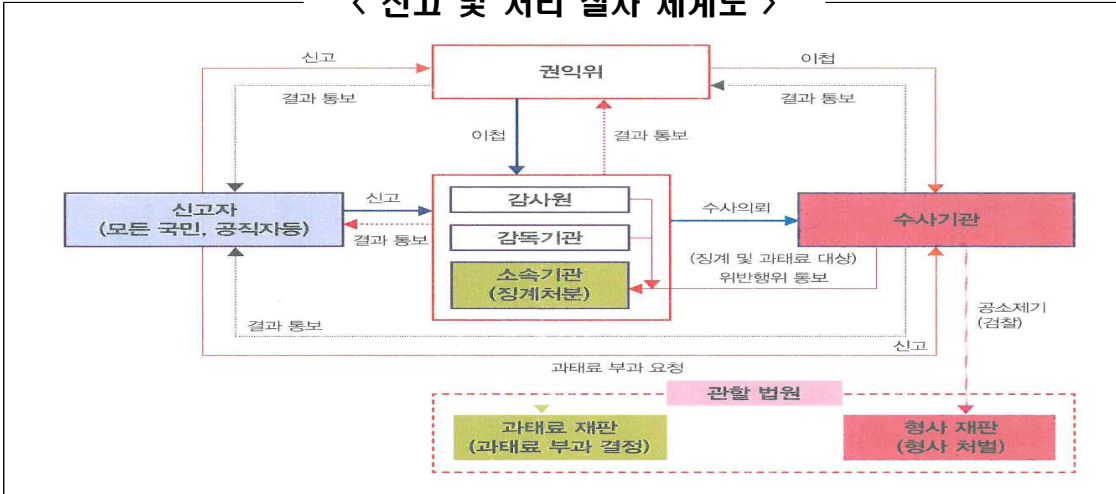 < 신고 및 처리 절차 체계도 >
신고
권익위
이첩
결과 통보
결과 통보
이첩
결과 통보
신고자
(모든 국민, 공직자등)
신고
결과 통보
감사원
감독기관
소속기관
(징계처분)
수사의뢰
수사기관
(징계 및 과태료 대상)
위반행위 통보
결과 통보
신고
공소제기
(검찰)
과태료 부과 요청
관할 법원
과태료 재판
(과태료 부과 결정)
형사 재판
(형사 처벌)